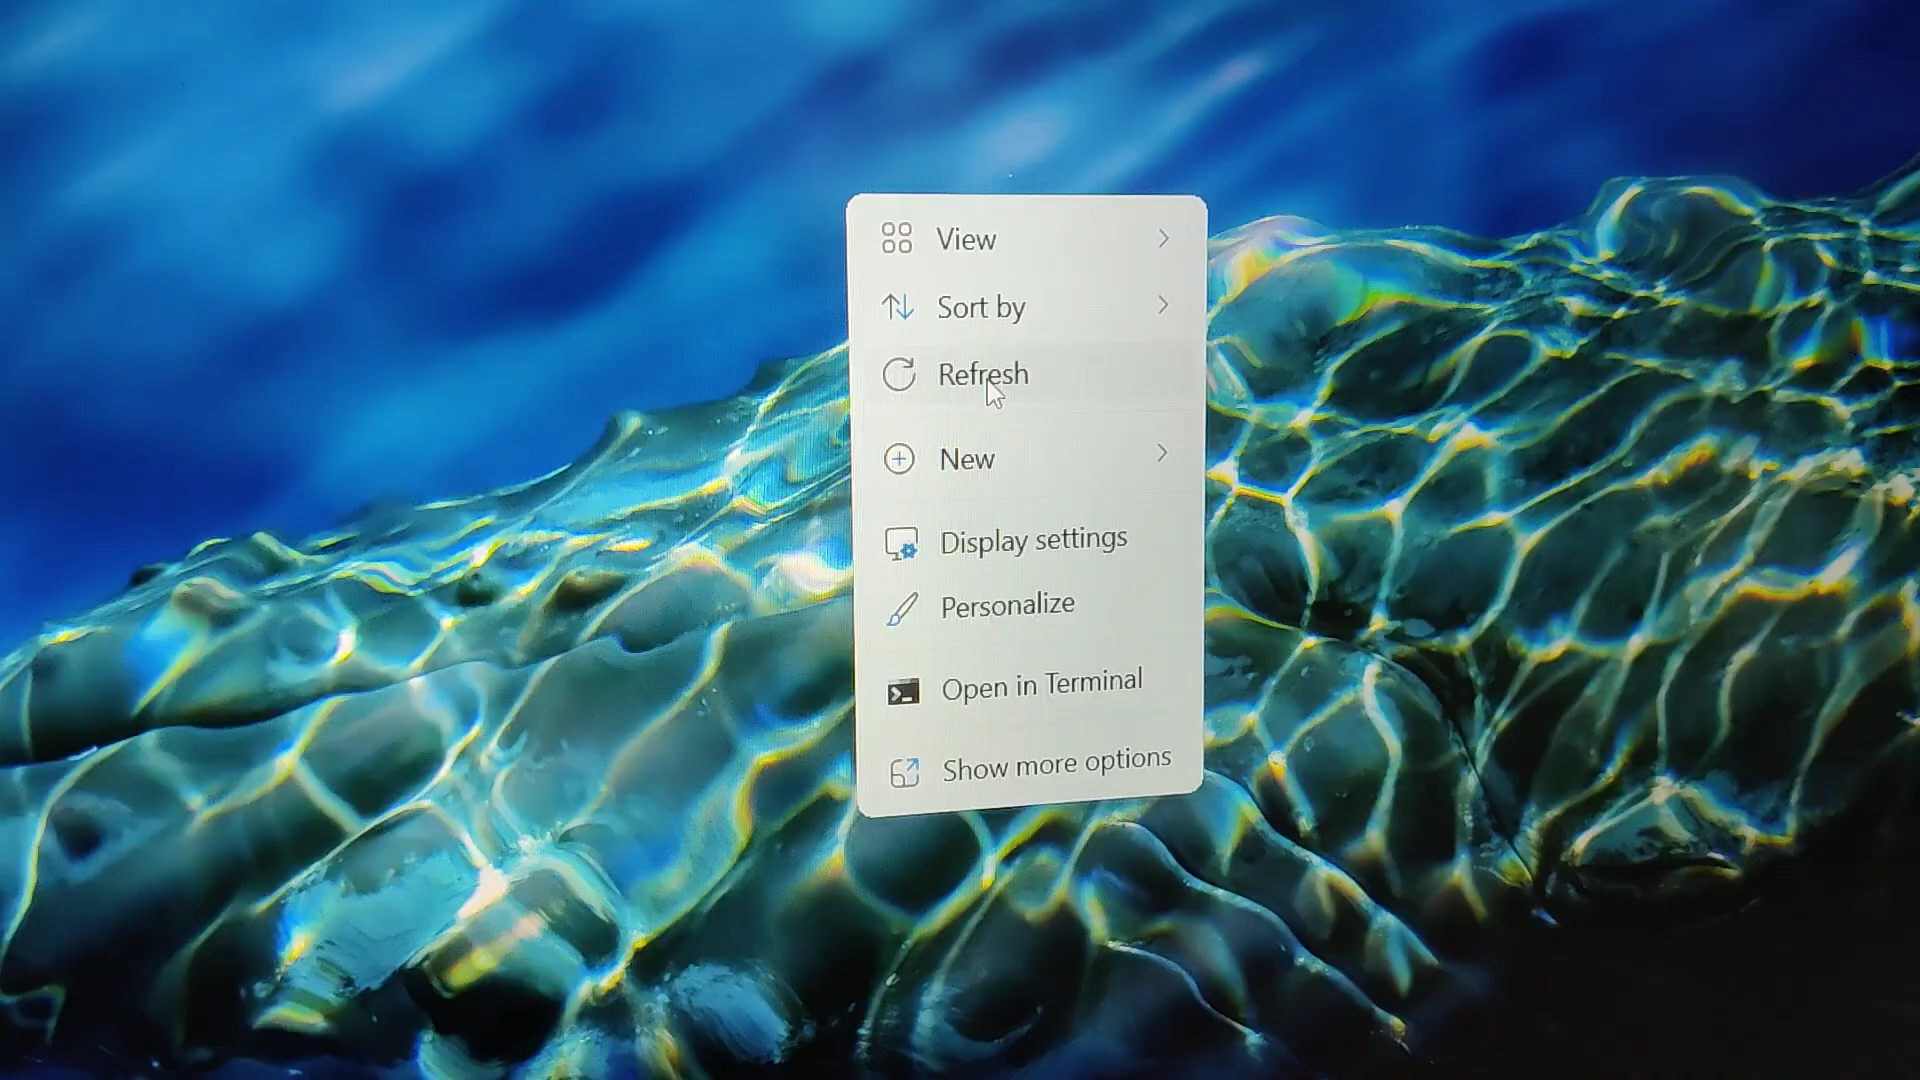 View
Sort by
Refresh
New
Display settings
Personalize
Open in Terminal
Show more options